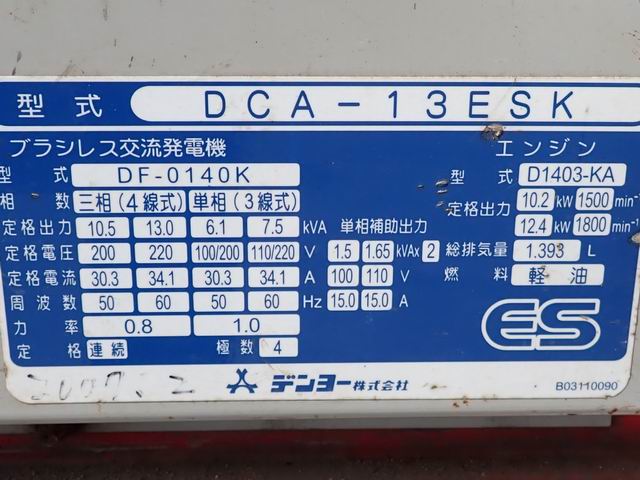 型式 DCA-13ESK
ブラシレス交流発電機
型式 DF-0140K
相数 三相(4線式) 単相(3線式)
定格出力 10.5 13.0 6.1 7.5 kVA 単相補助出力
定格電圧 200 220 100/200 110/220 V 1.5 1.65 kVAx 2
定格電流 30.3 34.1 30.3 34.1 A 100 110 V
周波数 50 60 50 60 Hz 15.0 15.0 A
力率 0.8 1.0
定格 連続 極数 4
エンジン
型式 D1403-KA
定格出力 10.2 kW 1500 min⁻¹
12.4 kW 1800 min⁻¹
総排気量 1.393 L
燃料 軽油
ES
2007.2
デンヨー株式会社
B03110090